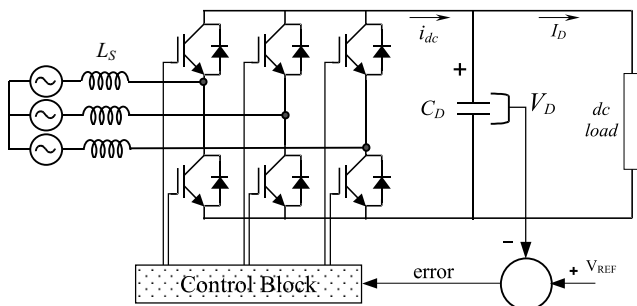 i_dc
I_D
L_S
+
C_D
V_D
dc
load
−
+ V_REF
Control Block
error